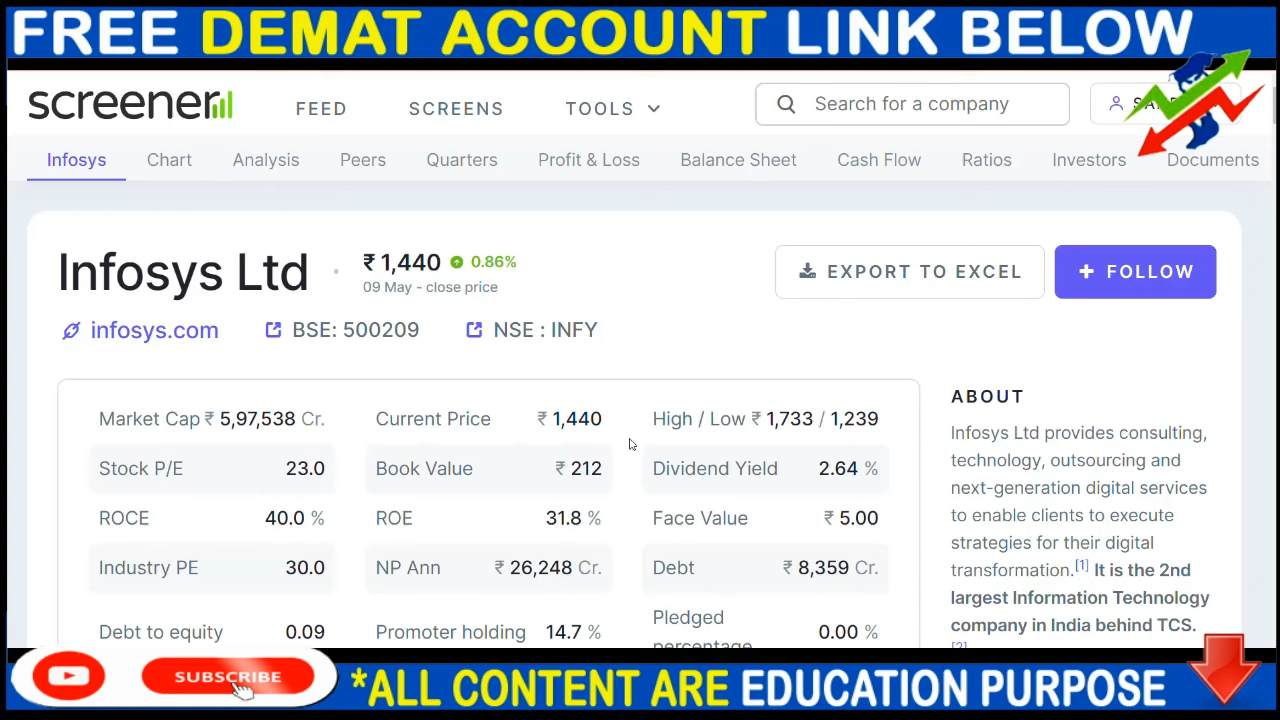 FREE DEMAT ACCOUNT LINK BELOW
screener FEED SCREENS TOOLS Search for a company
Infosys Chart Analysis Peers Quarters Profit & Loss Balance Sheet Cash Flow Ratios Investors Documents
Infosys Ltd ₹ 1,440 0.86%
09 May - close price
EXPORT TO EXCEL + FOLLOW
infosys.com BSE: 500209 NSE : INFY
Market Cap ₹ 5,97,538 Cr. Current Price ₹ 1,440 High / Low ₹ 1,733 / 1,239
Stock P/E 23.0 Book Value ₹ 212 Dividend Yield 2.64 %
ROCE 40.0 % ROE 31.8 % Face Value ₹ 5.00
Industry PE 30.0 NP Ann ₹ 26,248 Cr. Debt ₹ 8,359 Cr.
Debt to equity 0.09 Promoter holding 14.7 % Pledged percentage 0.00 %
ABOUT
Infosys Ltd provides consulting,
technology, outsourcing and
next-generation digital services
to enable clients to execute
strategies for their digital
transformation.[1] It is the 2nd
largest Information Technology
company in India behind TCS.
[2]
SUBSCRIBE
*ALL CONTENT ARE EDUCATION PURPOSE